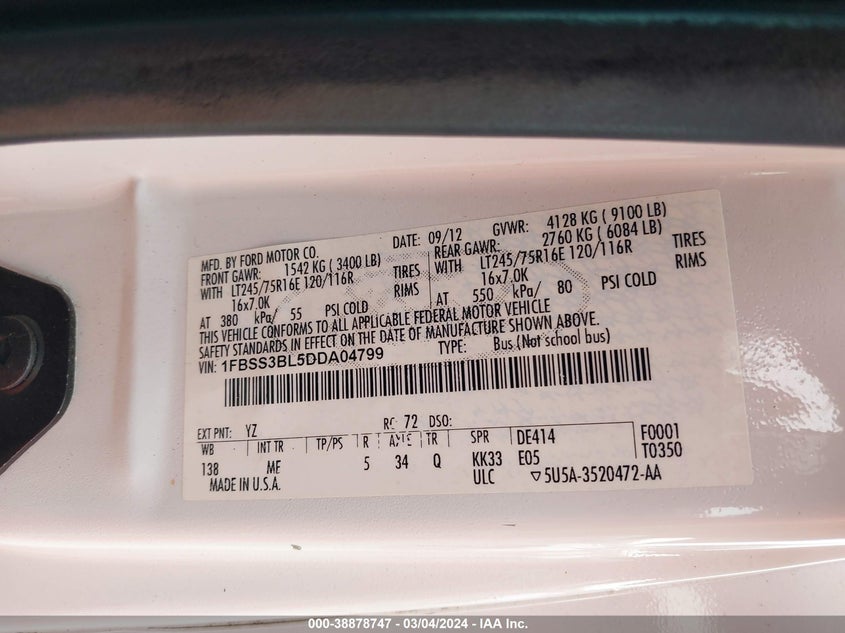 MFD. BY FORD MOTOR CO. DATE: 09/12 GVWR: 4128 KG ( 9100 LB)
FRONT GAWR: 1542 KG ( 3400 LB) REAR GAWR: 2760 KG ( 6084 LB)
WITH LT245/75R16E 120/116R TIRES WITH LT245/75R16E 120/116R TIRES
16x7.0K RIMS 16x7.0K RIMS
AT 380 kPa/ 55 PSI COLD AT 550 kPa/ 80 PSI COLD
THIS VEHICLE CONFORMS TO ALL APPLICABLE FEDERAL MOTOR VEHICLE
SAFETY STANDARDS IN EFFECT ON THE DATE OF MANUFACTURE SHOWN ABOVE.
VIN: 1FBSS3BL5DDA04799 TYPE: Bus (Not school bus)
EXT PNT: YZ RC: 72 DSO:
WB INT TR TP/PS R AXLE TR SPR DE414 F0001
138 ME 5 34 Q KK33 E05 T0350
MADE IN U.S.A. ULC ▽5U5A-3520472-AA
000-38878747 - 03/04/2024 - IAA Inc.